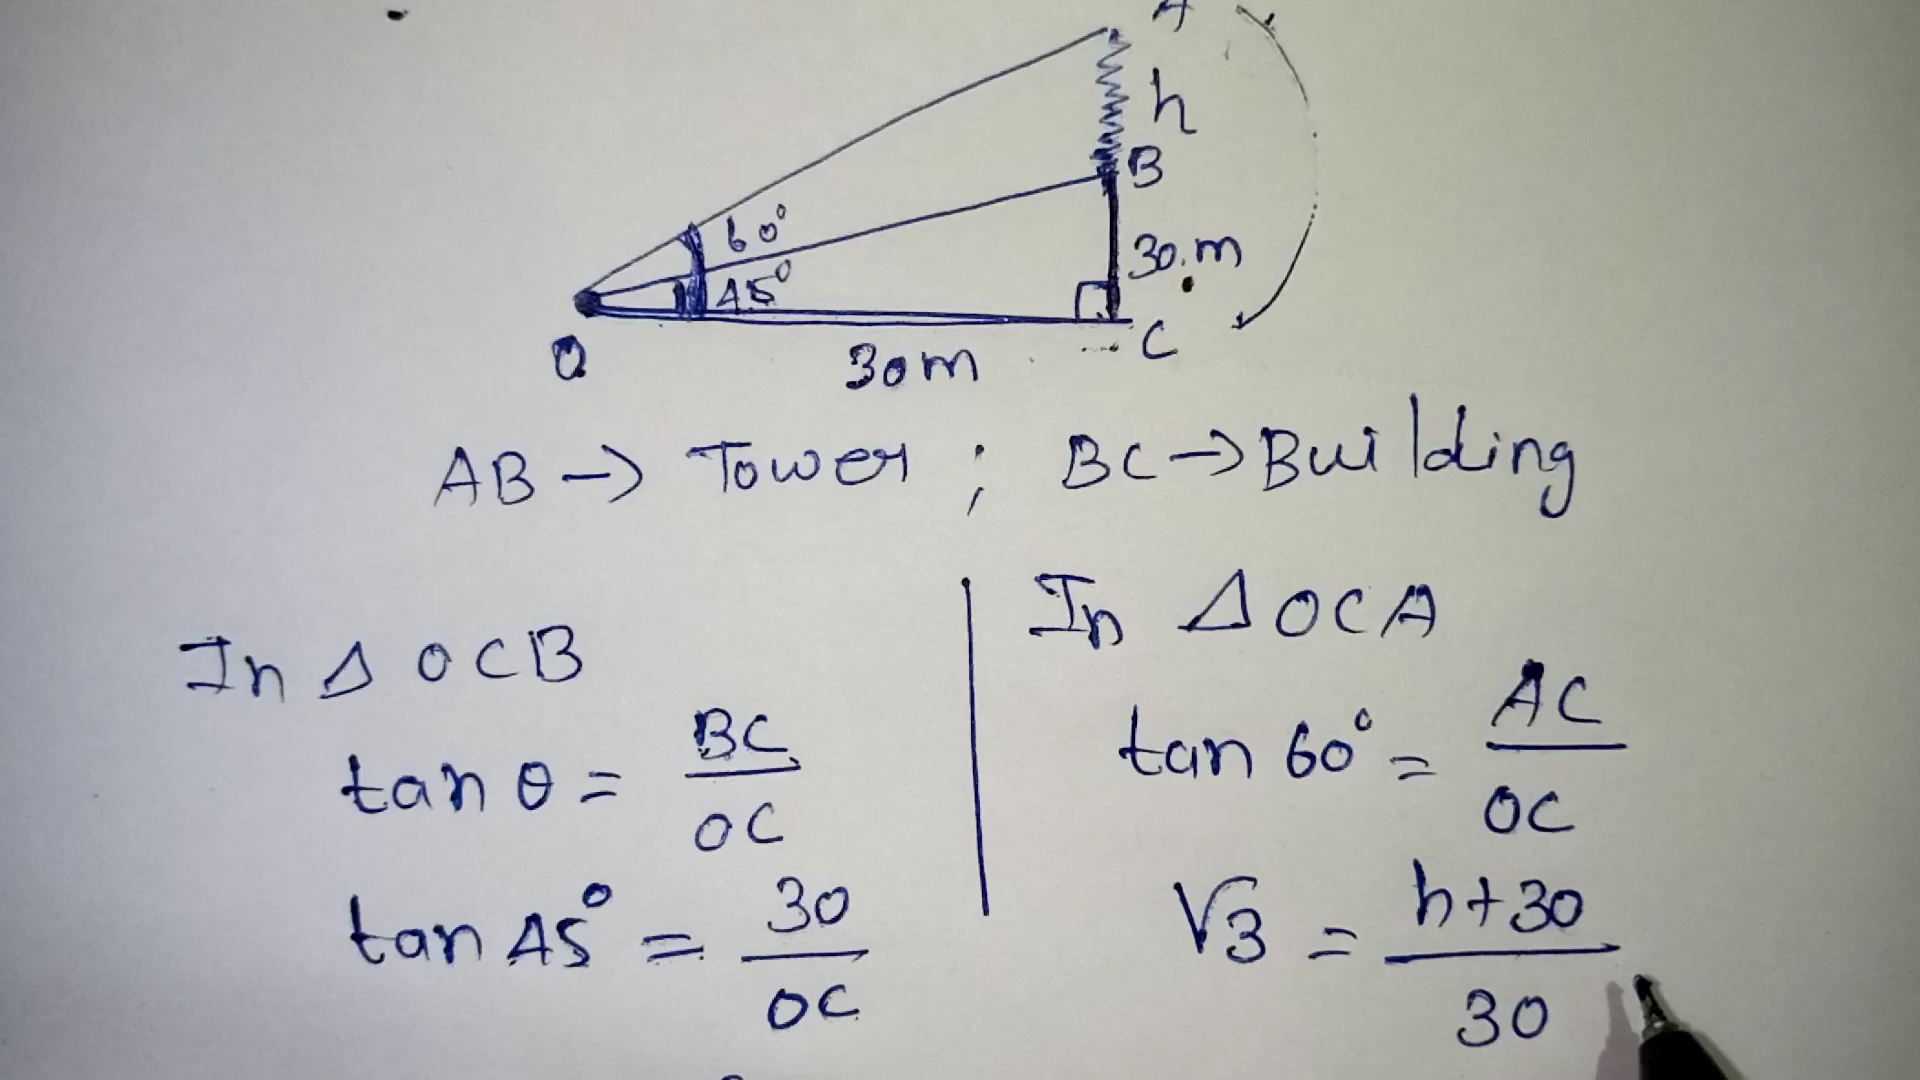 A
h
B
60°
30.m
45°
O
30m
C
AB → Tower ; BC → Building
In △ OCB
tan θ = BC / OC
tan 45° = 30 / OC
In △ OCA
tan 60° = AC / OC
√3 = h+30 / 30